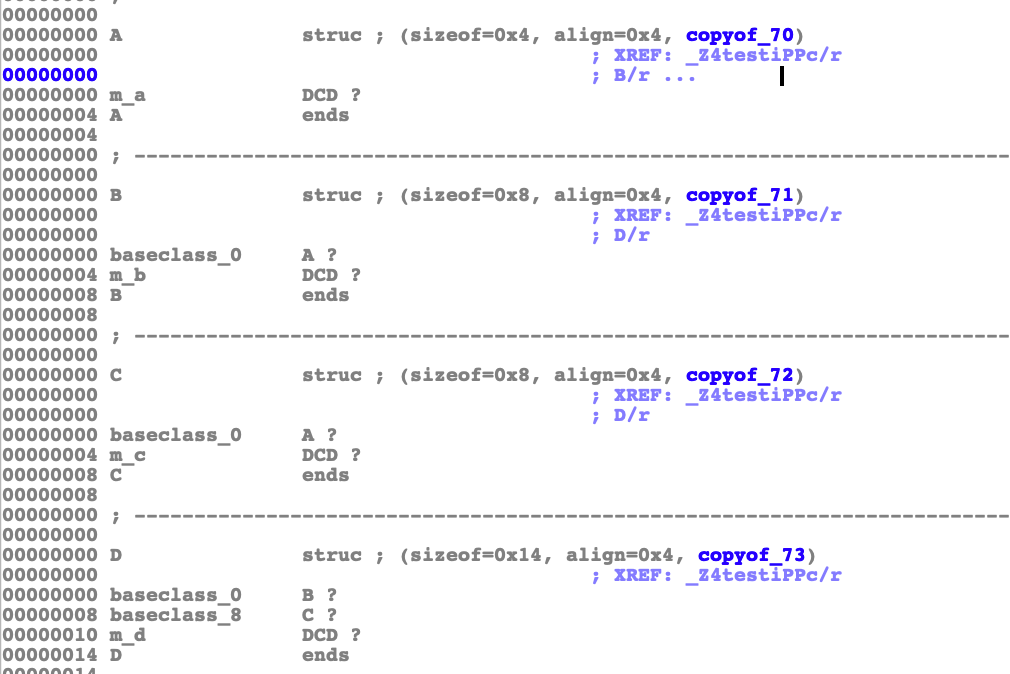 00000000
00000000 A struc ; (sizeof=0x4, align=0x4, copyof_70)
00000000 ; XREF: _Z4testiPPc/r
00000000 ; B/r ...
00000000 m_a DCD ?
00000004 A ends
00000004
00000000 ; ---------------------------------------------------------------------------
00000000
00000000 B struc ; (sizeof=0x8, align=0x4, copyof_71)
00000000 ; XREF: _Z4testiPPc/r
00000000 ; D/r
00000000 baseclass_0 A ?
00000004 m_b DCD ?
00000008 B ends
00000008
00000000 ; ---------------------------------------------------------------------------
00000000
00000000 C struc ; (sizeof=0x8, align=0x4, copyof_72)
00000000 ; XREF: _Z4testiPPc/r
00000000 ; D/r
00000000 baseclass_0 A ?
00000004 m_c DCD ?
00000008 C ends
00000008
00000000 ; ---------------------------------------------------------------------------
00000000
00000000 D struc ; (sizeof=0x14, align=0x4, copyof_73)
00000000 ; XREF: _Z4testiPPc/r
00000000 baseclass_0 B ?
00000008 baseclass_8 C ?
00000010 m_d DCD ?
00000014 D ends
00000014